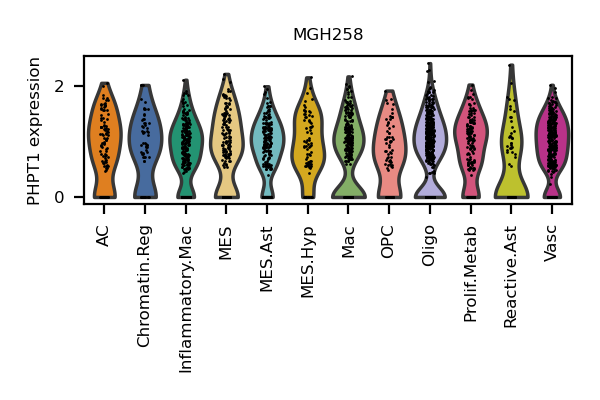 MGH258
PHPT1 expression
2
0
AC
Chromatin.Reg
Inflammatory.Mac
MES
MES.Ast
MES.Hyp
Mac
OPC
Oligo
Prolif.Metab
Reactive.Ast
Vasc